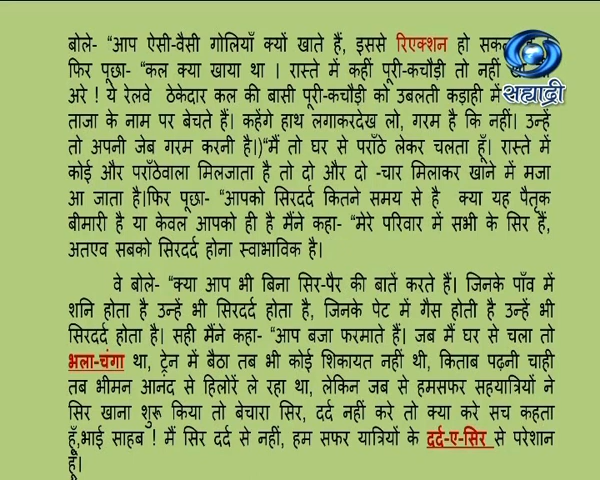 बोले- “आप ऐसी-वैसी गोलियाँ क्यों खाते हैं, इससे रिएक्शन हो
फिर पूछा- “कल क्या खाया था । रास्ते में कहीं पूरी-कचौड़ी तो नहीं
अरे ! ये रेलवे ठेकेदार कल की बासी पूरी-कचौड़ी को उबलती कड़ाही में
सह्याद्री
ताजा के नाम पर बेचते हैं। कहेंगे हाथ लगाकरदेख लो, गरम है कि नहीं। उन्हें
तो अपनी जेब गरम करनी है।)“मैं तो घर से पराँठे लेकर चलता हूँ। रास्ते में
कोई और पराँठेवाला मिलजाता है तो दो और दो -चार मिलाकर खाने में मजा
आ जाता है।फिर पूछा- “आपको सिरदर्द कितने समय से है क्या यह पैतृक
बीमारी है या केवल आपको ही है मैंने कहा- “मेरे परिवार में सभी के सिर हैं,
अतएव सबको सिरदर्द होना स्वाभाविक है।
वे बोले- “क्या आप भी बिना सिर-पैर की बातें करते हैं। जिनके पाँव में
शनि होता है उन्हें भी सिरदर्द होता है, जिनके पेट में गैस होती है उन्हें भी
सिरदर्द होता है। सही मैंने कहा- “आप बजा फरमाते हैं। जब मैं घर से चला तो
भला-चंगा था, ट्रेन में बैठा तब भी कोई शिकायत नहीं थी, किताब पढ़नी चाही
तब भीमन आनंद से हिलोरें ले रहा था, लेकिन जब से हमसफर सहयात्रियों ने
सिर खाना शुरू किया तो बेचारा सिर, दर्द नहीं करे तो क्या करे सच कहता
हूँ,भाई साहब ! मैं सिर दर्द से नहीं, हम सफर यात्रियों के दर्द-ए-सिर से परेशान
हूँ।